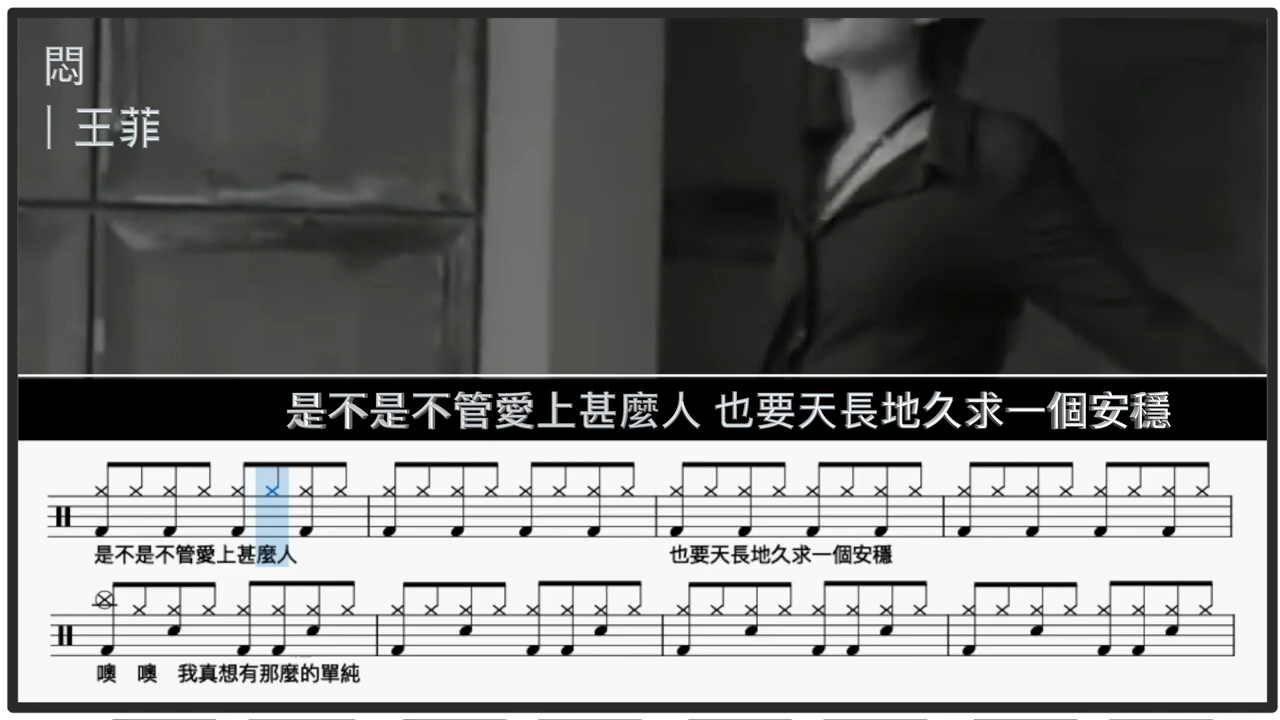 悶
| 王菲
是不是不管愛上甚麼人 也要天長地久求一個安穩
是不是不管愛上甚麼人 也要天長地久求一個安穩
噢 噢 我真想有那麼的單純